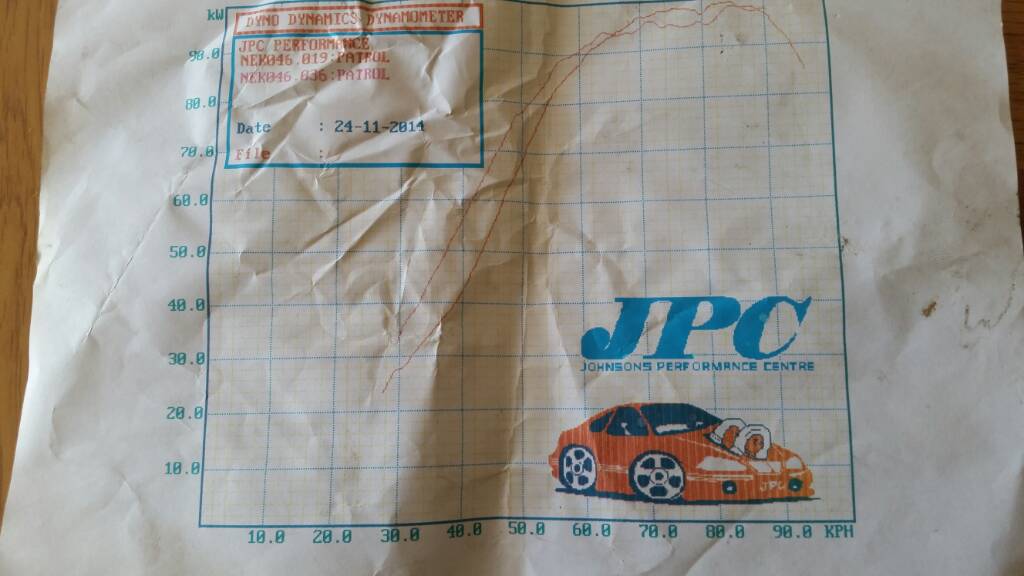 kW
DYNO DYNAMICS DYNAMOMETER
JPC PERFORMANCE
NEK046.019:PATROL
NEK046.036:PATROL
Date : 24-11-2014
File :
90.0
80.0
70.0
60.0
50.0
40.0
30.0
20.0
10.0
JPC
JOHNSONS PERFORMANCE CENTRE
JPC
10.0 20.0 30.0 40.0 50.0 60.0 70.0 80.0 90.0 KPH